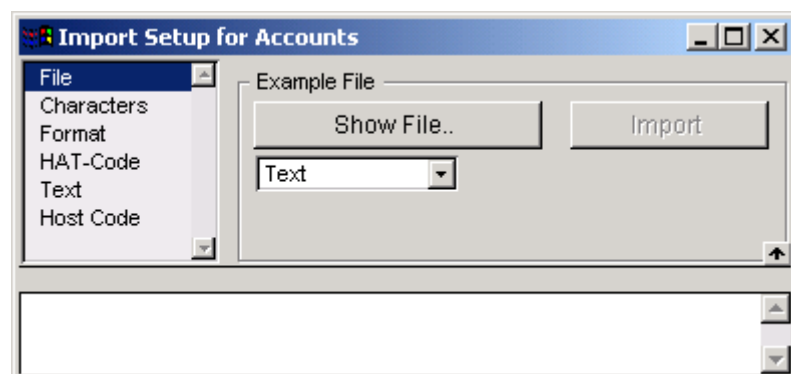 Import Setup for Accounts
File
Characters
Format
HAT-Code
Text
Host Code
Example File
Show File..
Import
Text